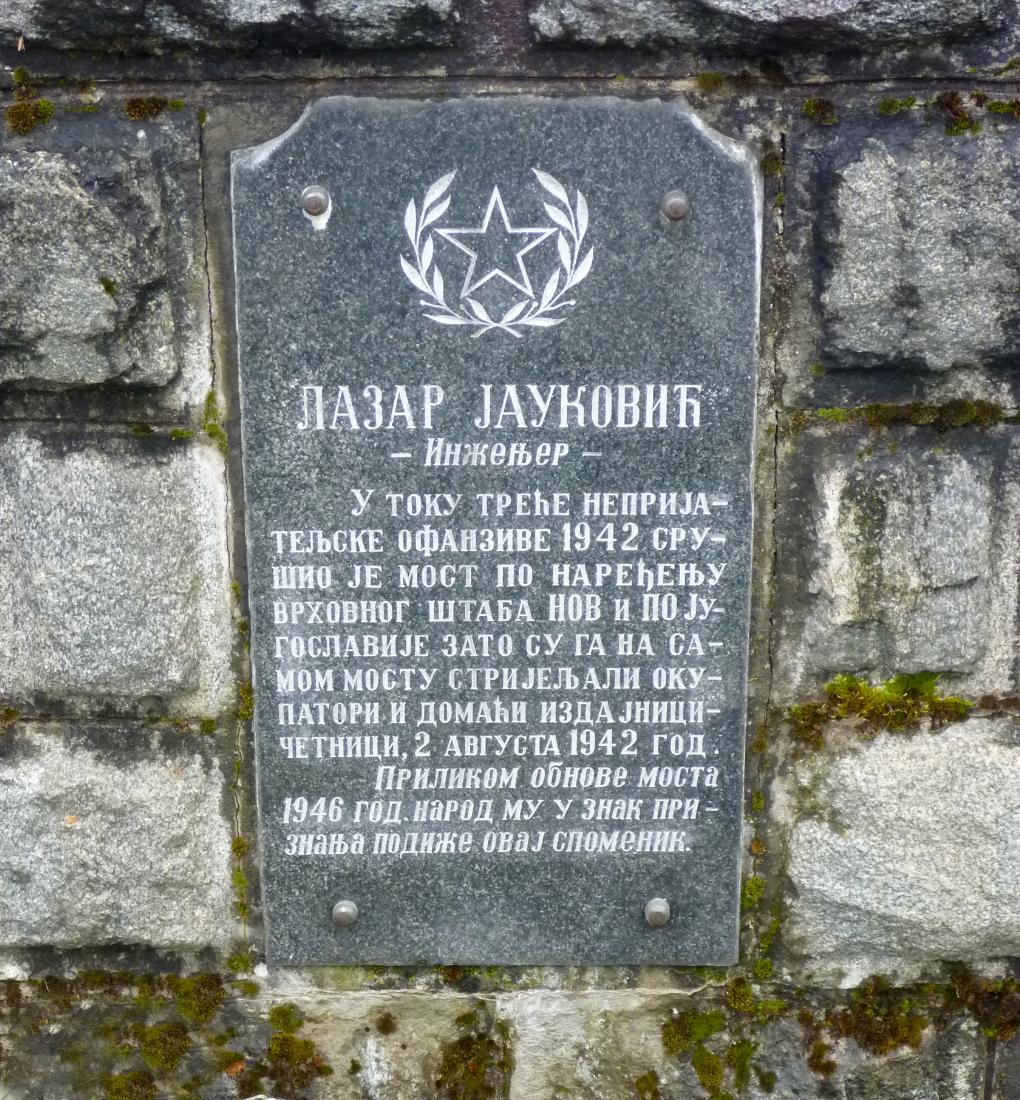 ЛАЗАР ЈАУКОВИЋ
– Инжењер –
У ТОКУ ТРЕЋЕ НЕПРИЈА-
ТЕЉСКЕ ОФАНЗИВЕ 1942 СРУ-
ШИО ЈЕ МОСТ ПО НАРЕЂЕЊУ
ВРХОВНОГ ШТАБА НОВ И ПО ЈУ-
ГОСЛАВИЈЕ ЗАТО СУ ГА НА СА-
МОМ МОСТУ СТРИЈЕЉАЛИ ОКУ-
ПАТОРИ И ДОМАЋИ ИЗДАЈНИЦИ-
ЧЕТНИЦИ, 2 АВГУСТА 1942 ГОД.
Приликом обнове моста
1946 год. народ му у знак при-
знања подиже овај споменик.